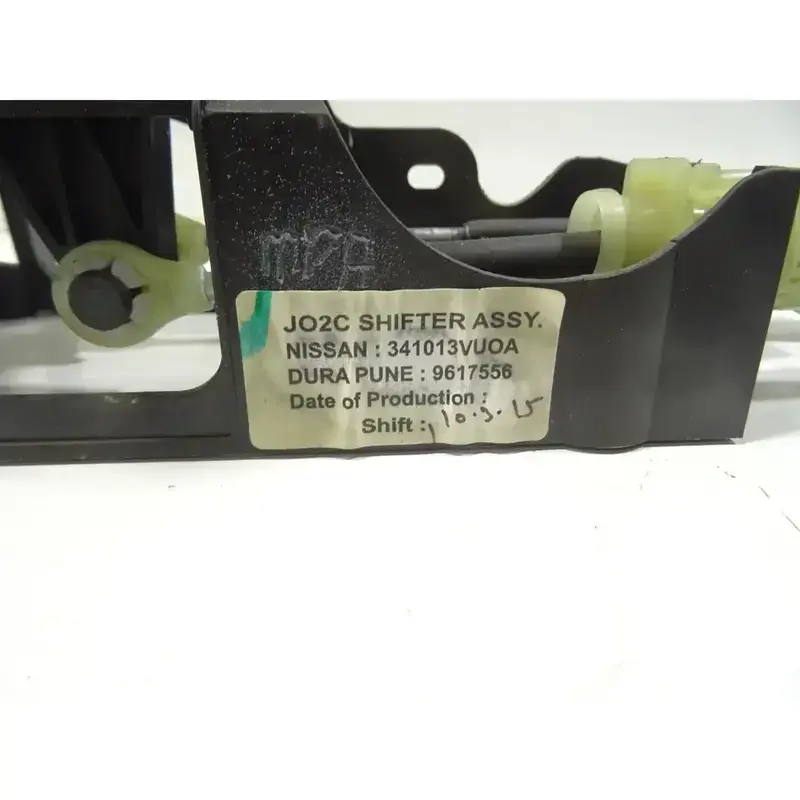 JO2C SHIFTER ASSY.
NISSAN : 341013VUOA
DURA PUNE : 9617556
Date of Production :
Shift : 10.3.15